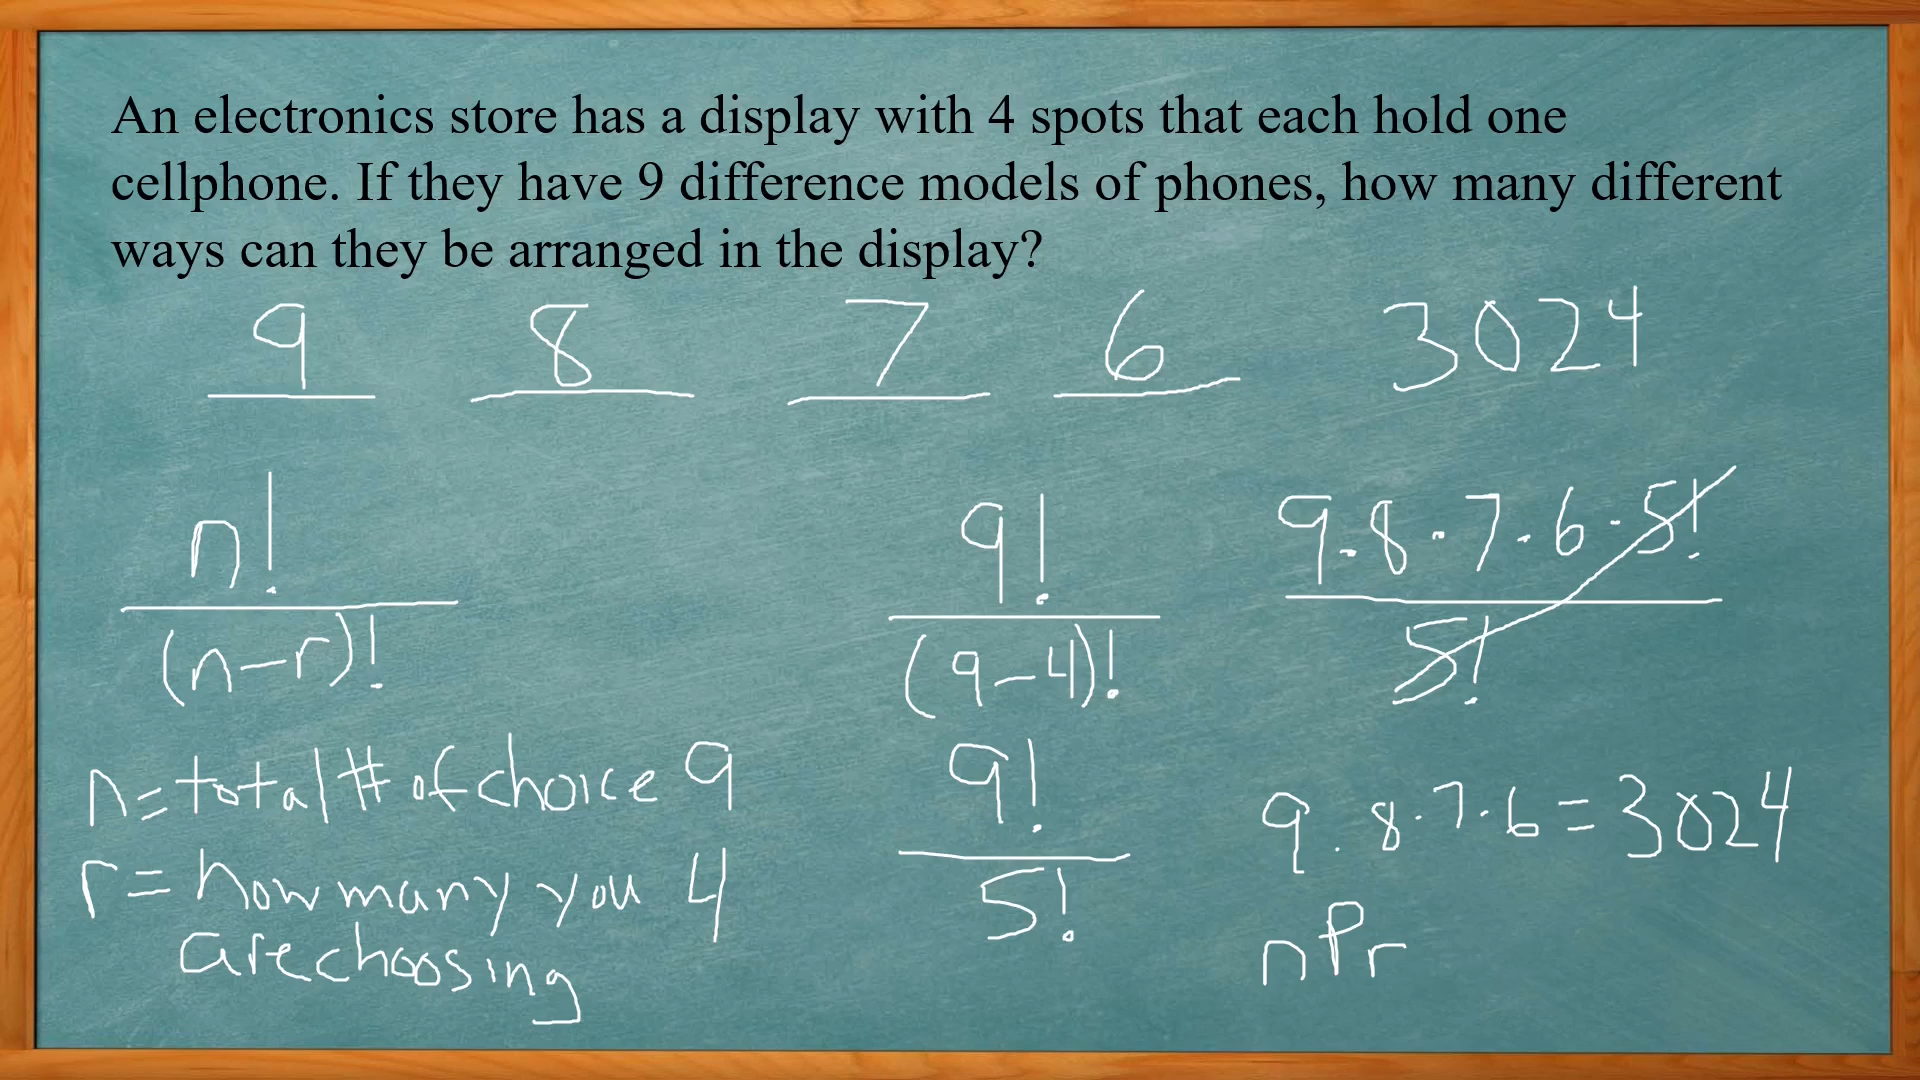 An electronics store has a display with 4 spots that each hold one
cellphone. If they have 9 difference models of phones, how many different
ways can they be arranged in the display?
9 8 7 6 3024
n!
(n-r)!
9!
(9-4)!
9.8.7.6.5!
5!
n=total # of choice 9
r= how many you 4
are choosing
9!
5!
9.8.7.6=3024
nPr